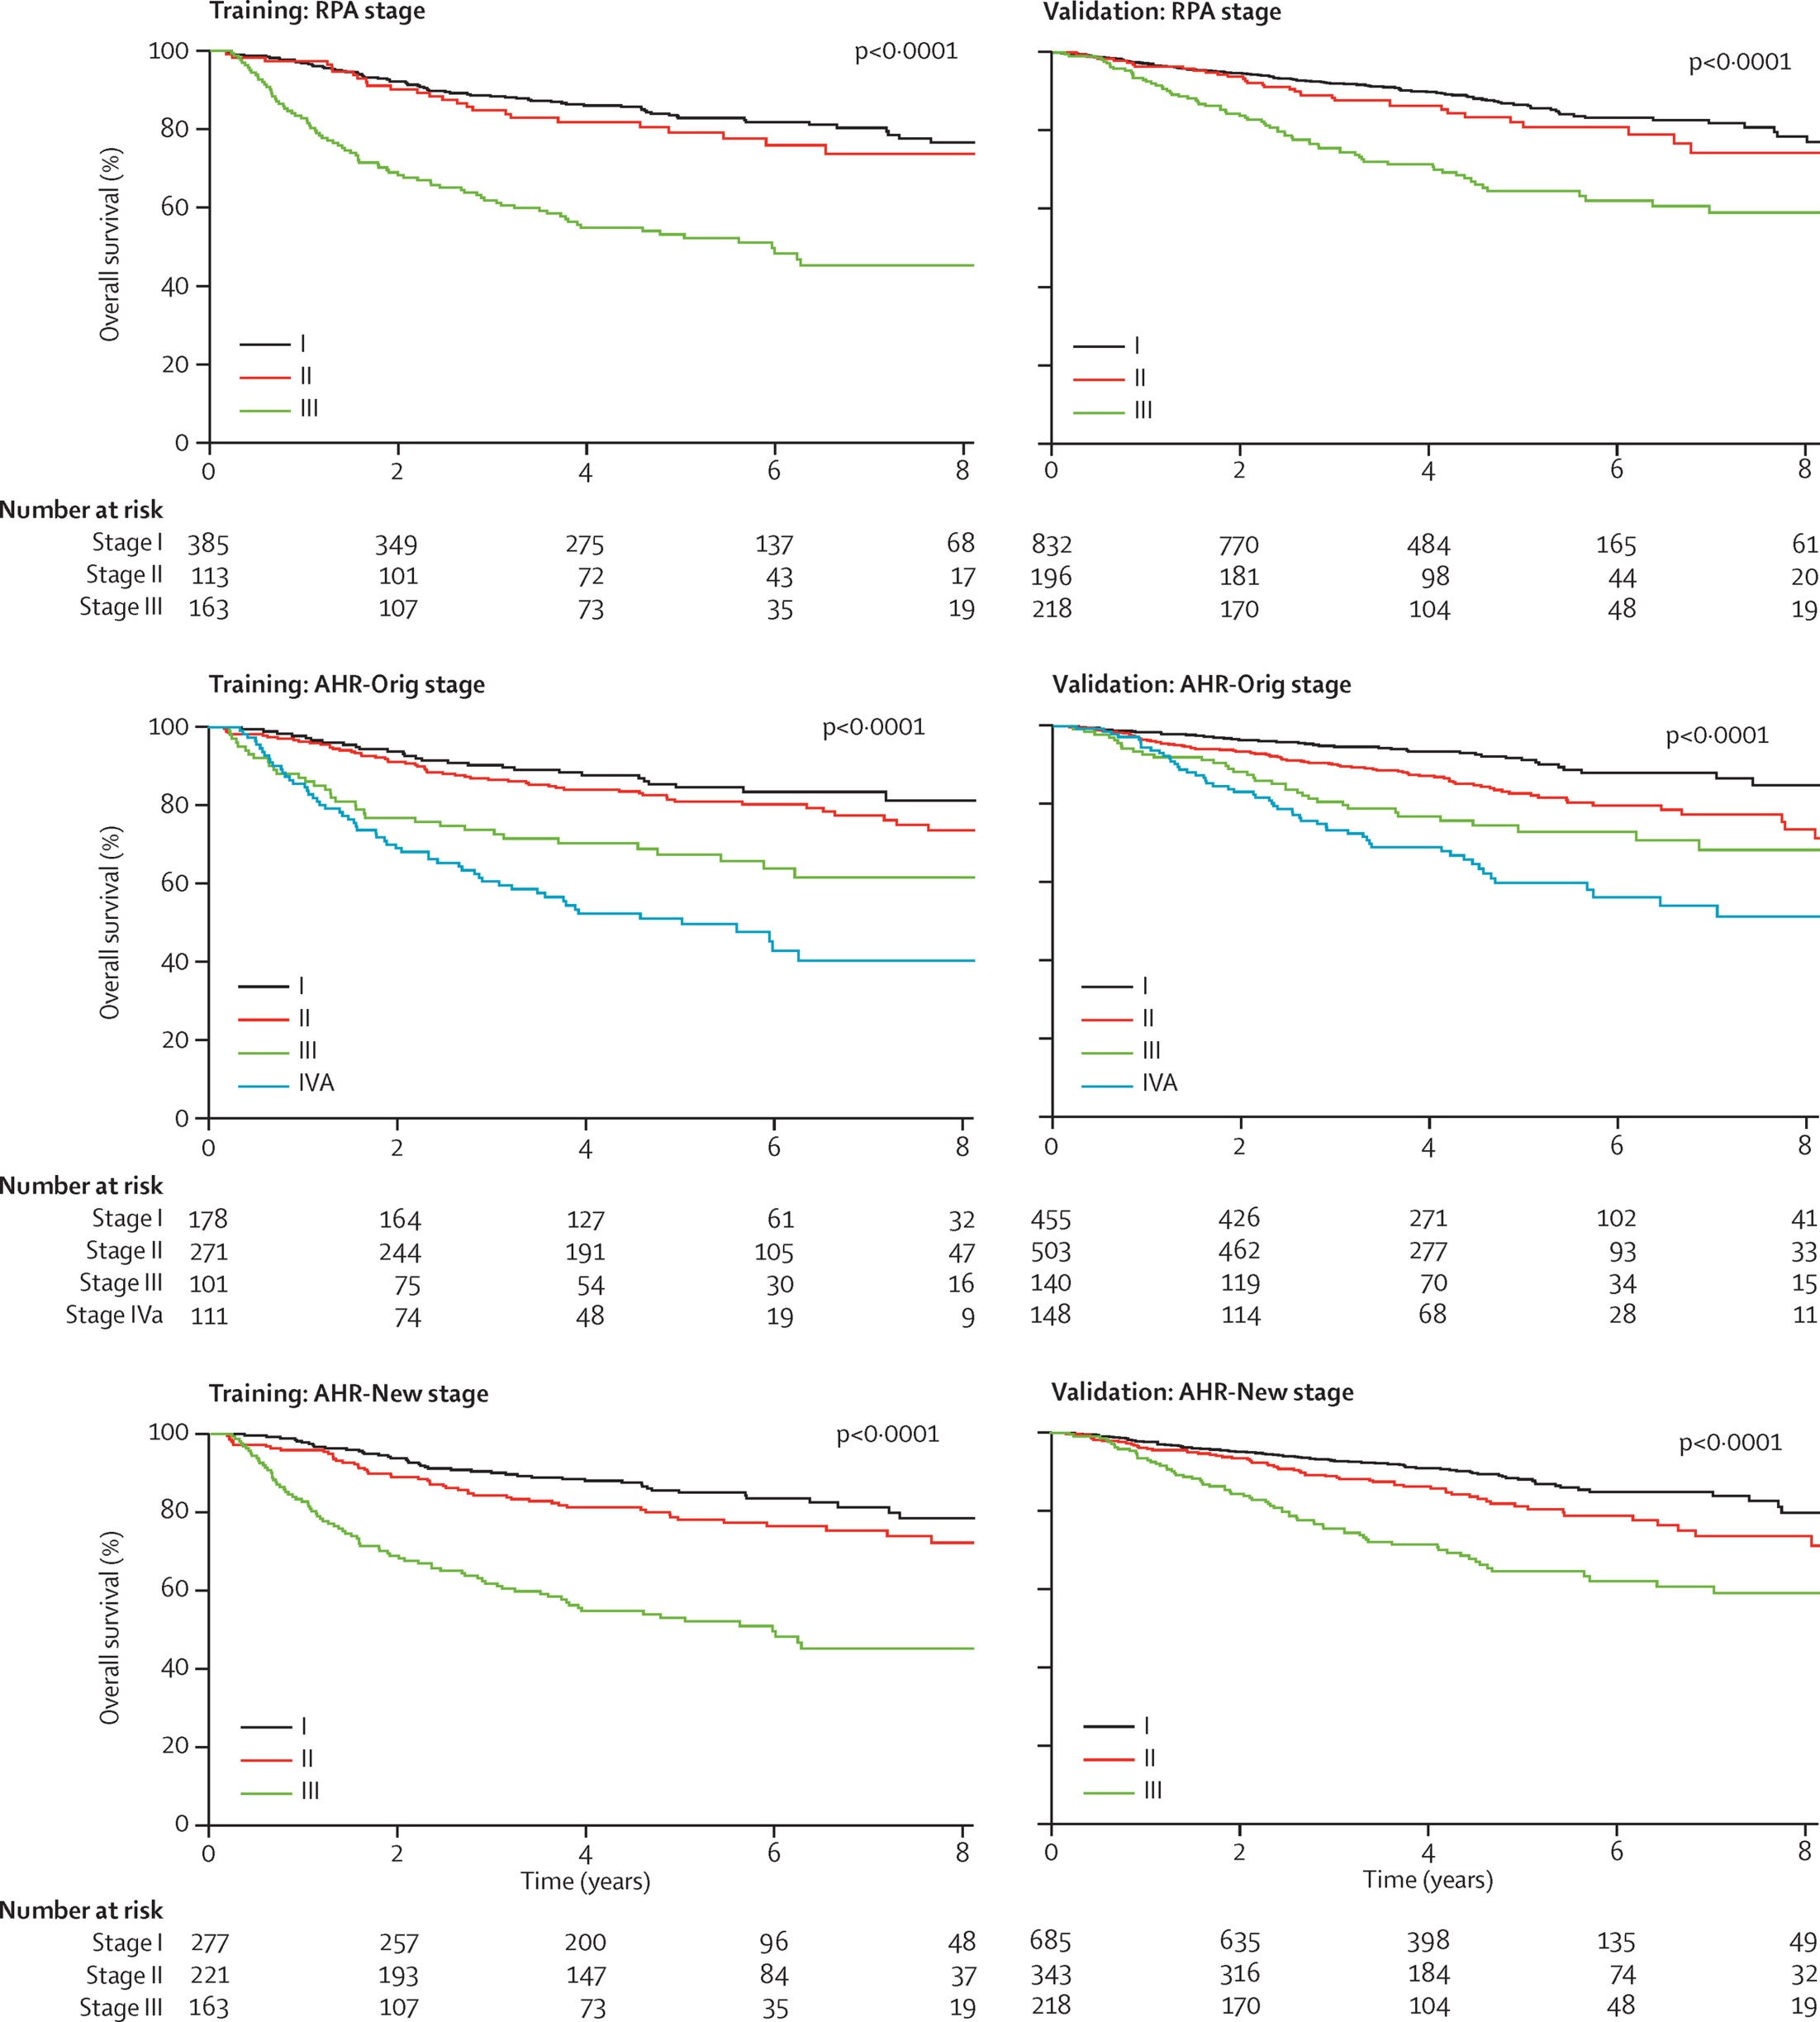 Training: RPA stage
Validation: RPA stage
p<0·0001
p<0·0001
Overall survival (%)
100
80
60
40
20
0
I
II
III
I
II
III
0 2 4 6 8
0 2 4 6 8
Number at risk
Stage I 385 349 275 137 68 832 770 484 165 61
Stage II 113 101 72 43 17 196 181 98 44 20
Stage III 163 107 73 35 19 218 170 104 48 19
Training: AHR-Orig stage
Validation: AHR-Orig stage
p<0·0001
p<0·0001
Overall survival (%)
100
80
60
40
20
0
I
II
III
IVA
I
II
III
IVA
0 2 4 6 8
0 2 4 6 8
Number at risk
Stage I 178 164 127 61 32 455 426 271 102 41
Stage II 271 244 191 105 47 503 462 277 93 33
Stage III 101 75 54 30 16 140 119 70 34 15
Stage IVa 111 74 48 19 9 148 114 68 28 11
Training: AHR-New stage
Validation: AHR-New stage
p<0·0001
p<0·0001
Overall survival (%)
100
80
60
40
20
0
I
II
III
I
II
III
0 2 4 6 8
0 2 4 6 8
Time (years)
Time (years)
Number at risk
Stage I 277 257 200 96 48 685 635 398 135 49
Stage II 221 193 147 84 37 343 316 184 74 32
Stage III 163 107 73 35 19 218 170 104 48 19